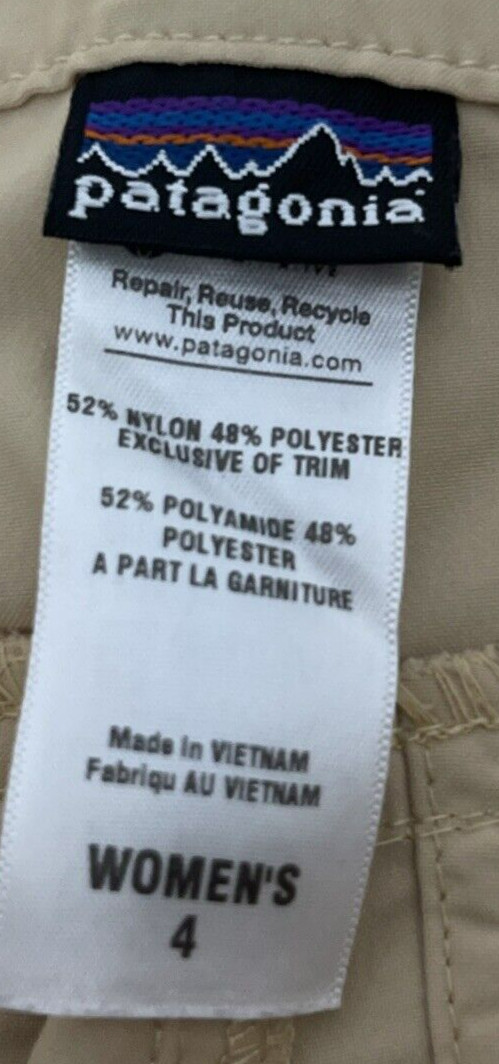 patagonia
Repair, Reuse, Recycle
This Product
www.patagonia.com
52% NYLON 48% POLYESTER
EXCLUSIVE OF TRIM
52% POLYAMIDE 48%
POLYESTER
A PART LA GARNITURE
Made in VIETNAM
Fabriqu AU VIETNAM
WOMEN'S
4